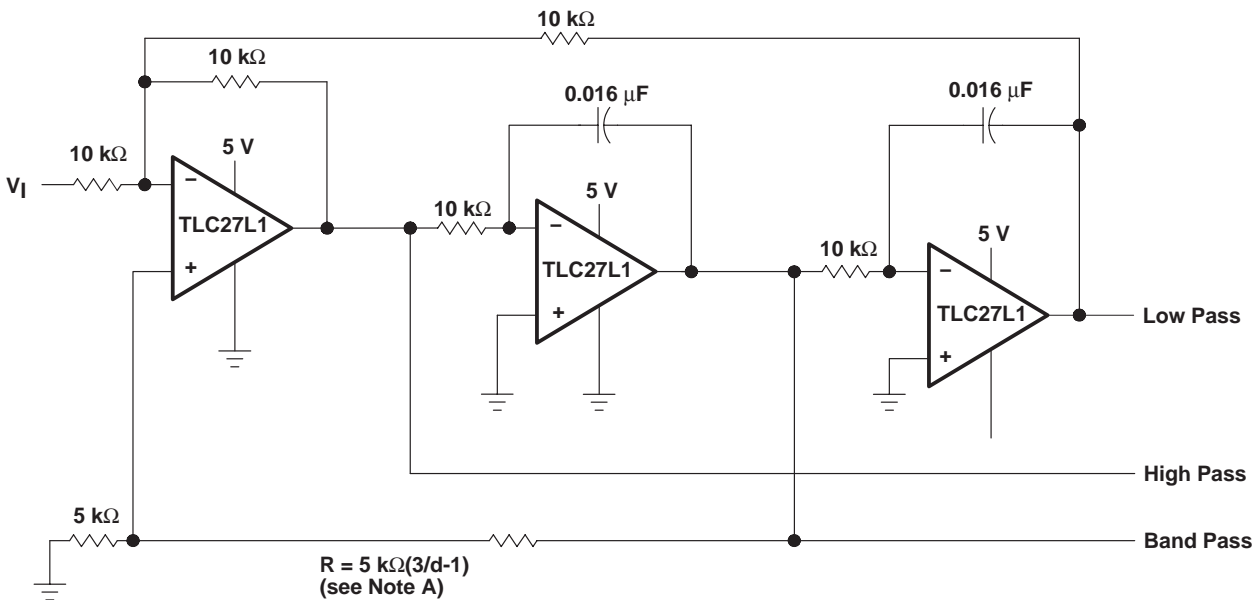 10 kΩ
10 kΩ
0.016 μF
0.016 μF
10 kΩ
5 V
VI
−
TLC27L1
+
10 kΩ
5 V
−
TLC27L1
+
10 kΩ
5 V
−
TLC27L1
+
Low Pass
High Pass
5 kΩ
Band Pass
R = 5 kΩ(3/d-1)
(see Note A)